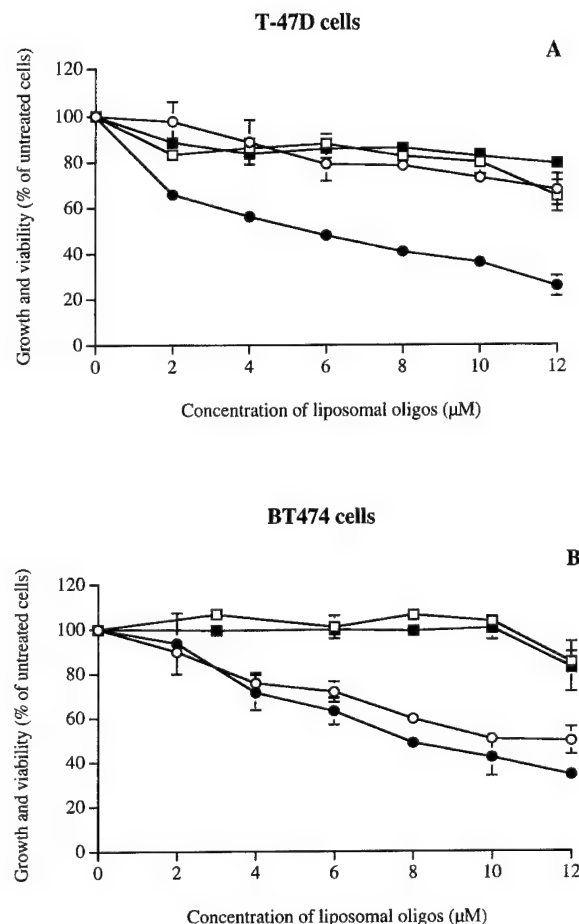 T-47D cells
A
Growth and viability (% of untreated cells)
120
100
80
60
40
20
0
0 2 4 6 8 10 12
Concentration of liposomal oligos (µM)
BT474 cells
B
Growth and viability (% of untreated cells)
120
100
80
60
40
20
0
0 2 4 6 8 10 12
Concentration of liposomal oligos (µM)